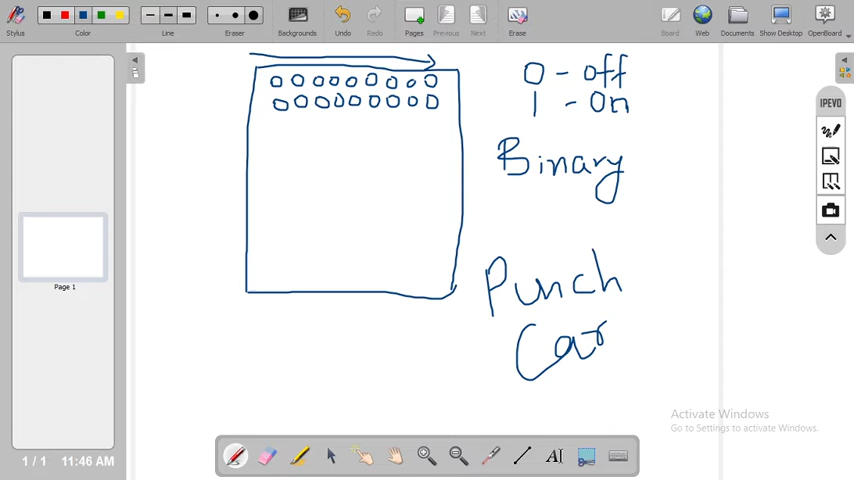 Stylus
Color
Line
Eraser
Backgrounds
Undo
Redo
Pages
Previous
Next
Erase
Board
Web
Documents
Show Desktop
OpenBoard
IPEVO
0 - off
1 - On
Binary
Punch
Car
Page 1
Activate Windows
Go to Settings to activate Windows.
1 / 1 11:46 AM